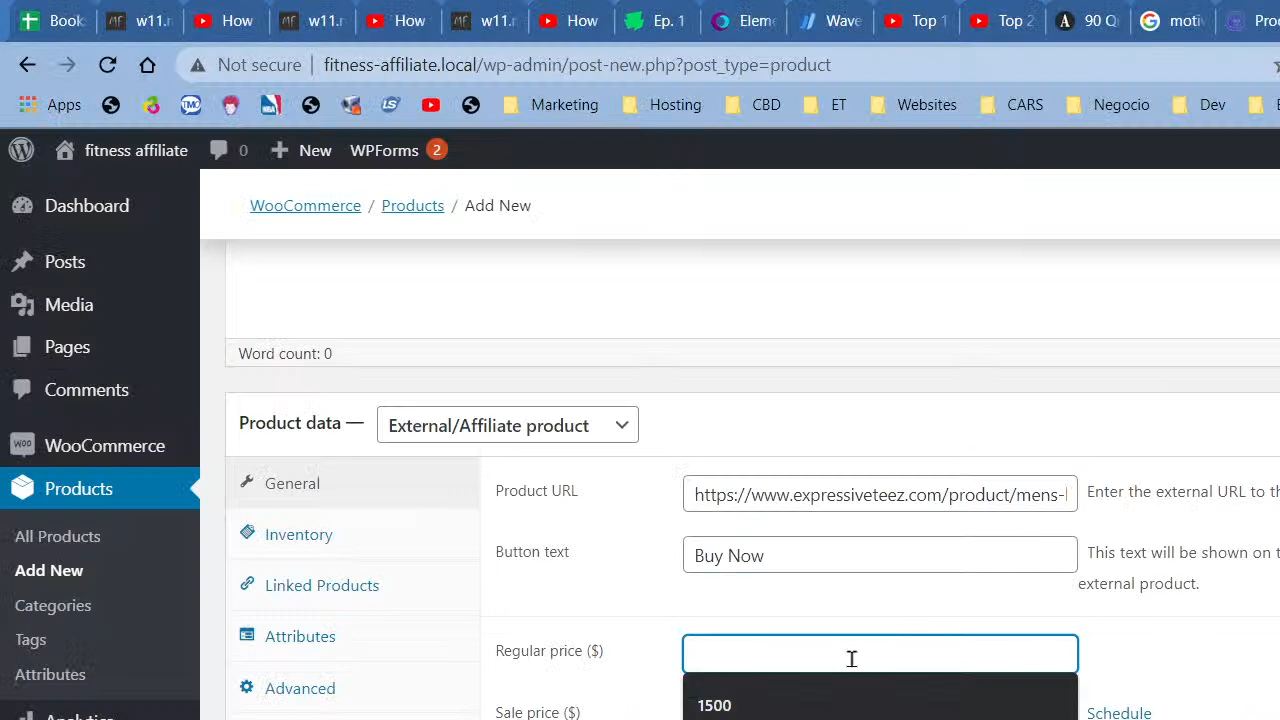 Book
w11.r
How
w11.r
How
w11.r
How
Ep. 1
Elem
Wave
Top 1
Top 2
90 Q
moti
Proc
Not secure
fitness-affiliate.local/wp-admin/post-new.php?post_type=product
Apps
Marketing
Hosting
CBD
ET
Websites
CARS
Negocio
Dev
fitness affiliate
0
New
WPForms
2
Dashboard
WooCommerce / Products / Add New
Posts
Media
Pages
Word count: 0
Comments
Product data —
External/Affiliate product
WooCommerce
Products
General
Product URL
https://www.expressiveteez.com/product/mens-
Enter the external URL to th
All Products
Inventory
Button text
Buy Now
This text will be shown on t
external product.
Add New
Linked Products
Categories
Tags
Attributes
Regular price ($)
Attributes
Advanced
1500
Sale price ($)
Schedule
Analytics